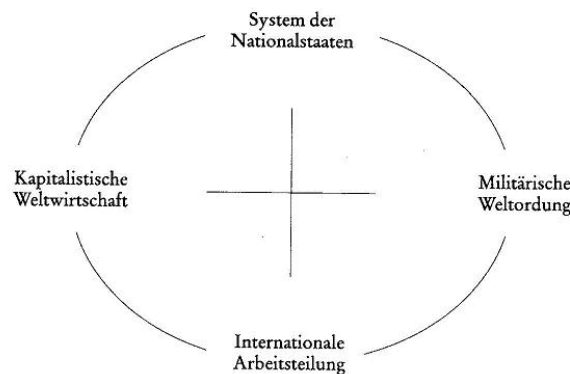 System der
Nationalstaaten
Kapitalistische
Weltwirtschaft
Militärische
Weltordung
Internationale
Arbeitsteilung